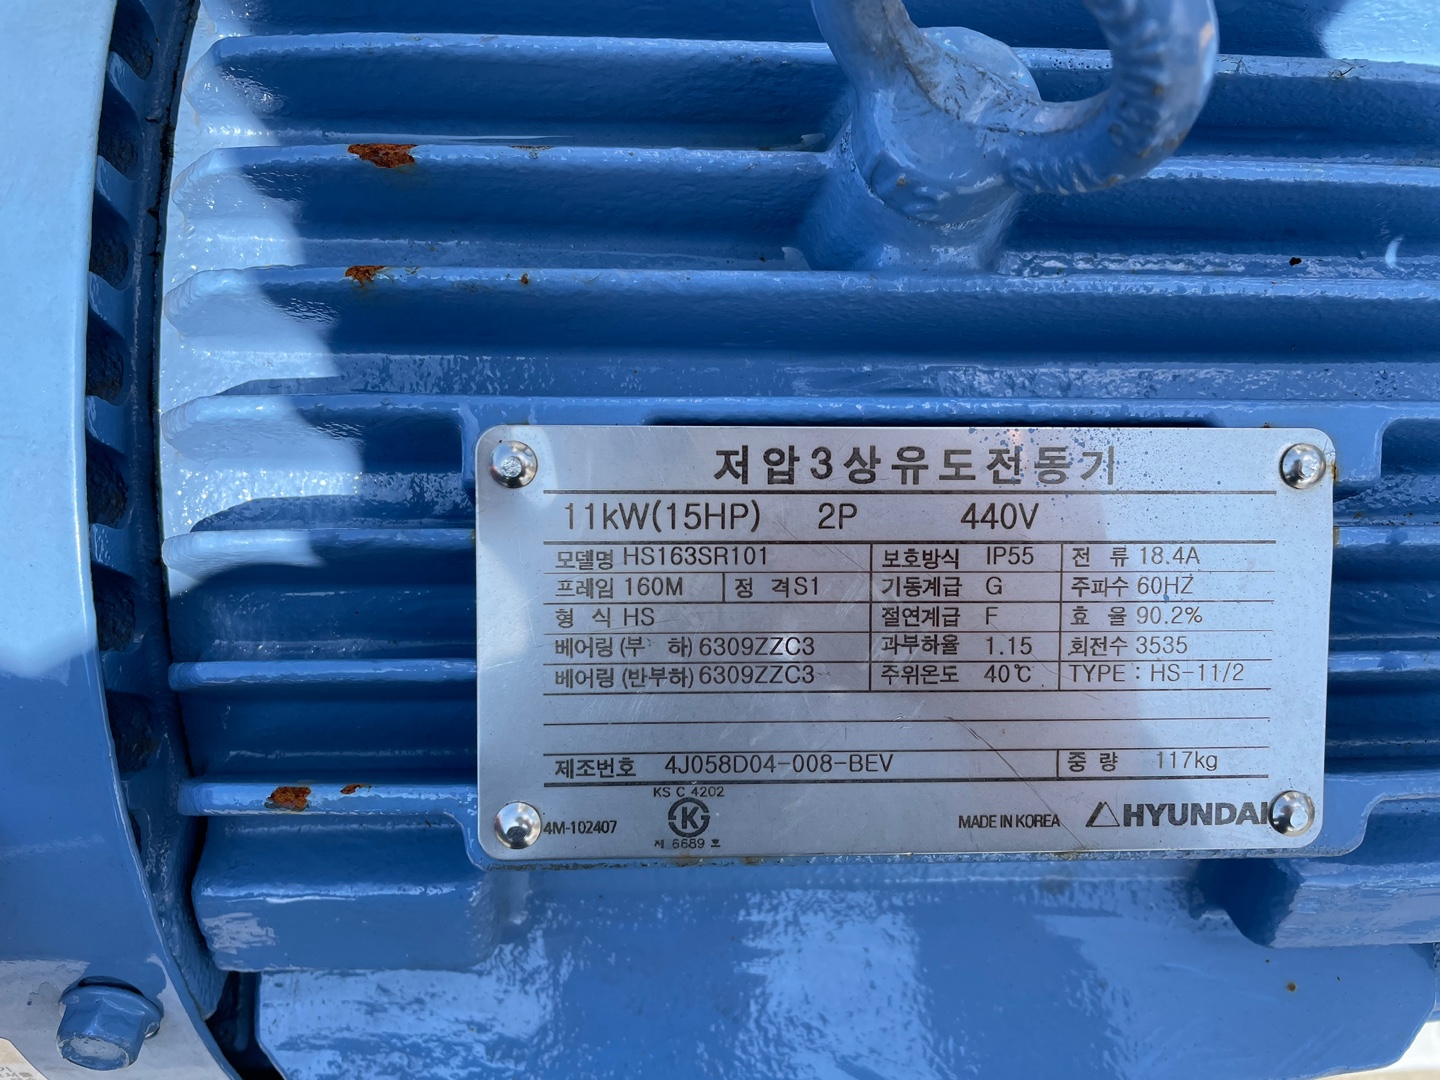 저압3상유도전동기
11kW(15HP) 2P 440V
모델명 HS163SR101 보호방식 IP55 전 류 18.4A
프레임 160M 정 격 S1 기동계급 G 주파수 60HZ
형 식 HS 절연계급 F 효 율 90.2%
베어링 (부 하) 6309ZZC3 과부하율 1.15 회전수 3535
베어링 (반부하) 6309ZZC3 주위온도 40℃ TYPE : HS-11/2
제조번호 4J058D04-008-BEV 중 량 117kg
KS C 4202
K
4M-102407 MADE IN KOREA HYUNDAI
제 6689 호